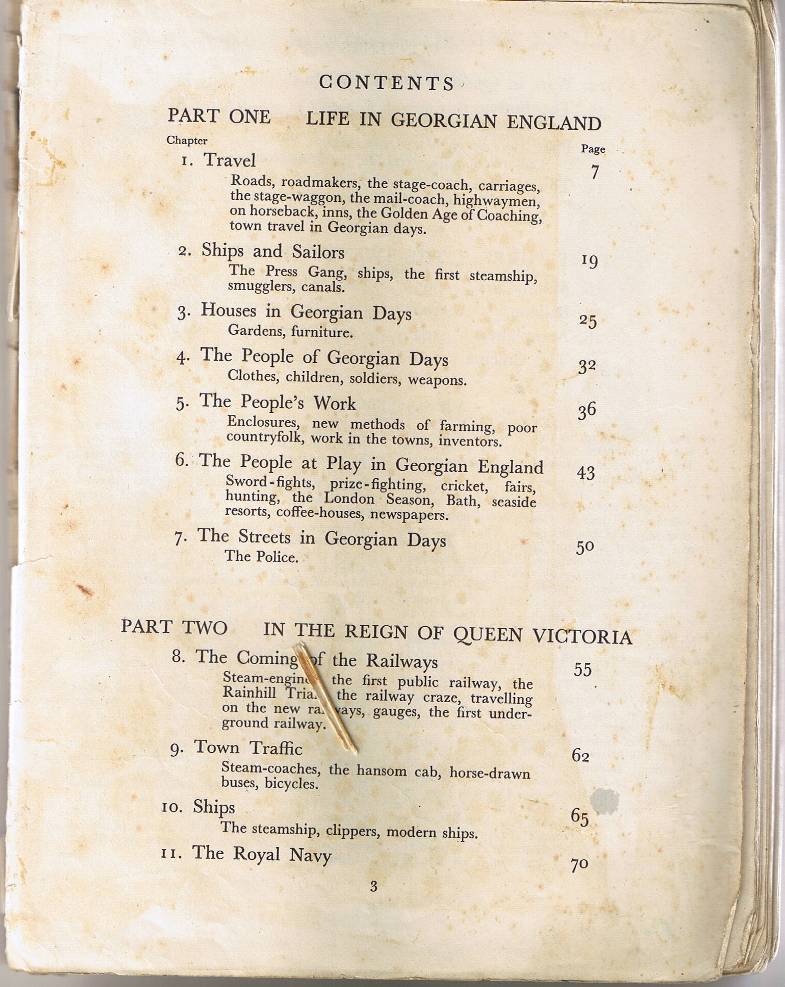 CONTENTS
PART ONE LIFE IN GEORGIAN ENGLAND
Chapter Page
1. Travel 7
Roads, roadmakers, the stage-coach, carriages,
the stage-waggon, the mail-coach, highwaymen,
on horseback, inns, the Golden Age of Coaching,
town travel in Georgian days.
2. Ships and Sailors 19
The Press Gang, ships, the first steamship,
smugglers, canals.
3. Houses in Georgian Days 25
Gardens, furniture.
4. The People of Georgian Days 32
Clothes, children, soldiers, weapons.
5. The People's Work 36
Enclosures, new methods of farming, poor
countryfolk, work in the towns, inventors.
6. The People at Play in Georgian England 43
Sword-fights, prize-fighting, cricket, fairs,
hunting, the London Season, Bath, seaside
resorts, coffee-houses, newspapers.
7. The Streets in Georgian Days 50
The Police.
PART TWO IN THE REIGN OF QUEEN VICTORIA
8. The Coming of the Railways 55
the first public railway, the
Rainhill the railway craze, travelling
on the new gauges, the first under-
ground railway.
9. Town Traffic 62
Steam-coaches, the hansom cab, horse-drawn
buses, bicycles.
10. Ships 65
The steamship, clippers, modern ships.
11. The Royal Navy 70
3